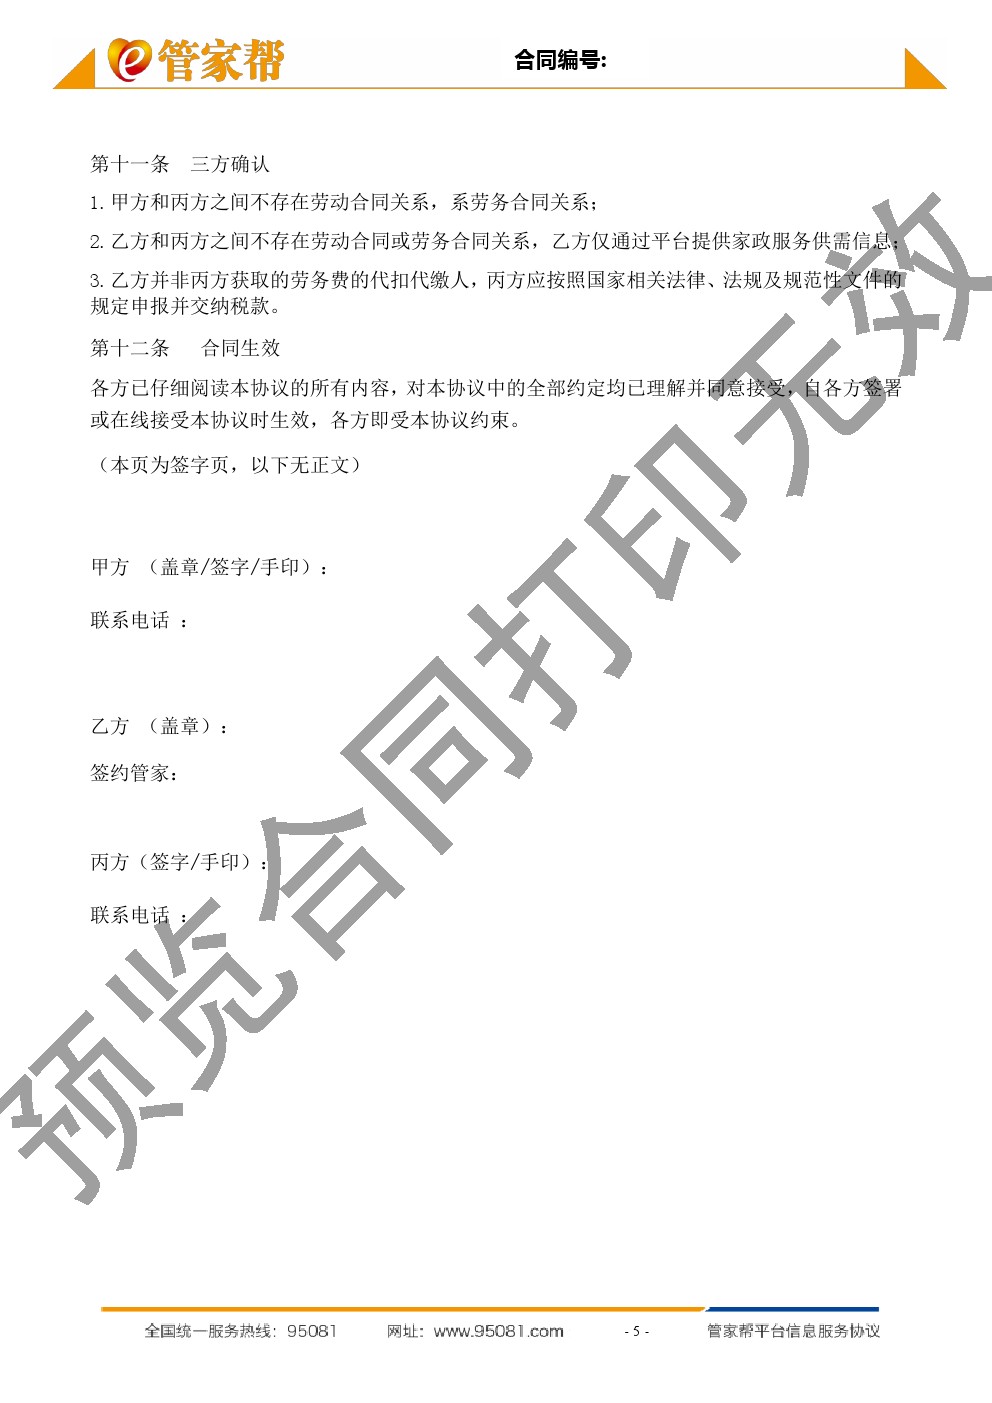 管家帮
合同编号:
第十一条 三方确认
1. 甲方和丙方之间不存在劳动合同关系，系劳务合同关系；
2. 乙方和丙方之间不存在劳动合同或劳务合同关系，乙方仅通过平台提供家政服务供需信息；
3. 乙方并非丙方获取的劳务费的代扣代缴人，丙方应按照国家相关法律、法规及规范性文件的
规定申报并交纳税款。
第十二条 合同生效
各方已仔细阅读本协议的所有内容，对本协议中的全部约定均已理解并同意接受，自各方签署
或在线接受本协议时生效，各方即受本协议约束。
（本页为签字页，以下无正文）
甲方 （盖章/签字/手印）：
联系电话 ：
乙方 （盖章）：
签约管家：
丙方（签字/手印）：
联系电话 ：
预览合同打印无效
全国统一服务热线：95081 网址：www.95081.com - 5 - 管家帮平台信息服务协议